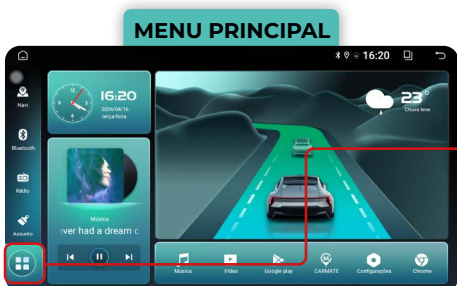 MENU PRINCIPAL
16:20
Navi
Bluetooth
Rádio
Assunto
16:20
2024/04/16
terça-feira
Música
ever had a dream c
23°
Chuva leve
Música
Vídeo
Google play
CARMATE
Configurações
Chrome